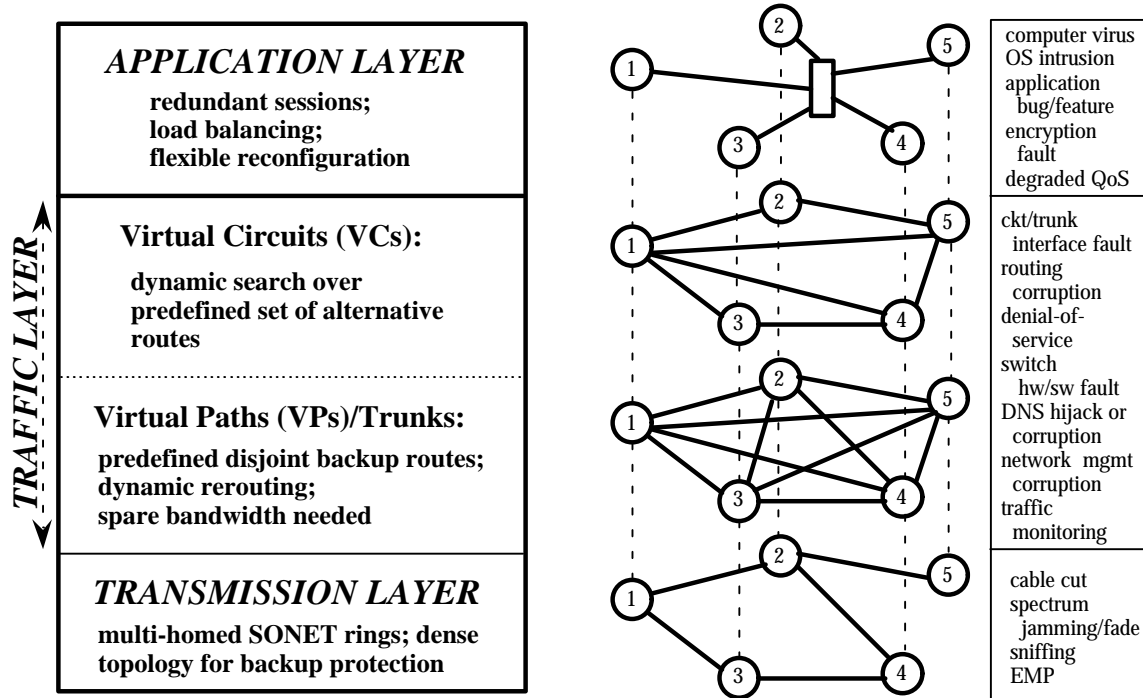 APPLICATION LAYER
redundant sessions;
load balancing;
flexible reconfiguration
TRAFFIC LAYER
Virtual Circuits (VCs):
dynamic search over
predefined set of alternative
routes
Virtual Paths (VPs)/Trunks:
predefined disjoint backup routes;
dynamic rerouting;
spare bandwidth needed
TRANSMISSION LAYER
multi-homed SONET rings; dense
topology for backup protection
2
5
1
3
4
2
5
1
3
4
2
5
1
3
4
2
5
1
3
4
computer virus
OS intrusion
application
bug/feature
encryption
fault
degraded QoS
ckt/trunk
interface fault
routing
corruption
denial-of-
service
switch
hw/sw fault
DNS hijack or
corruption
network mgmt
corruption
traffic
monitoring
cable cut
spectrum
jamming/fade
sniffing
EMP